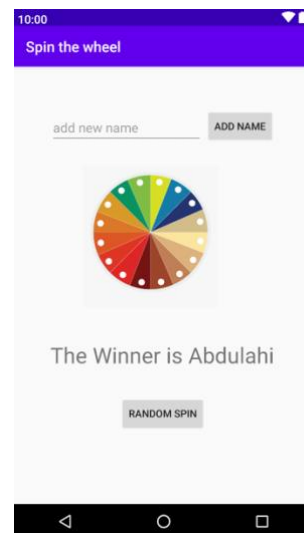 10:00
Spin the wheel
add new name ADD NAME
The Winner is Abdulahi
RANDOM SPIN